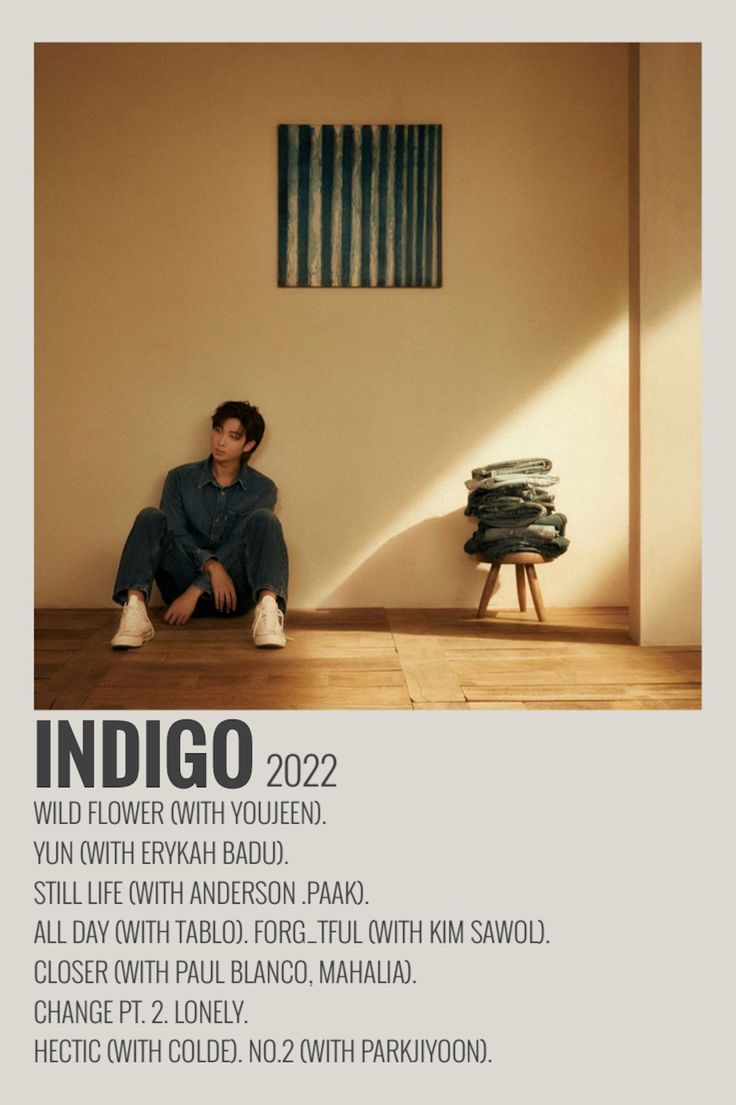 INDIGO 2022
WILD FLOWER (WITH YOUJEEN).
YUN (WITH ERYKAH BADU).
STILL LIFE (WITH ANDERSON .PAAK).
ALL DAY (WITH TABLO). FORG_TFUL (WITH KIM SAWOL).
CLOSER (WITH PAUL BLANCO, MAHALIA).
CHANGE PT. 2. LONELY.
HECTIC (WITH COLDE). NO.2 (WITH PARKJIYOON).